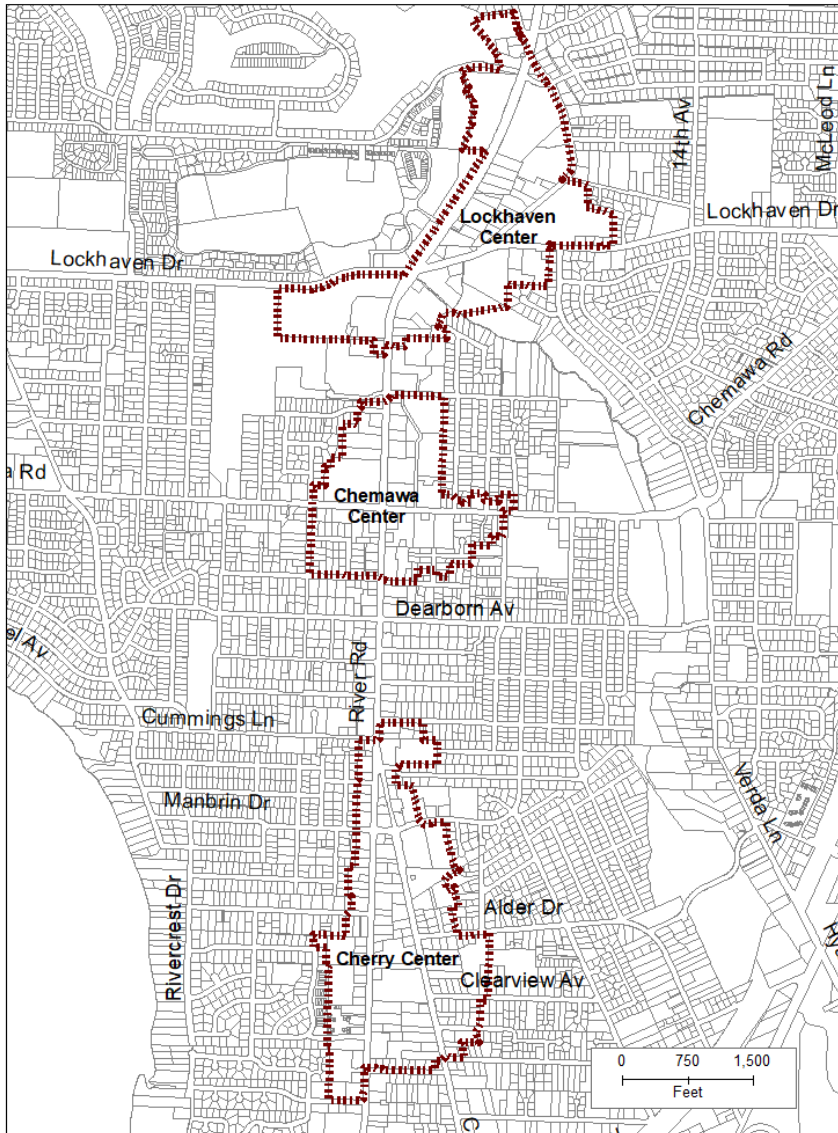 McLeod Ln
14th Av
Lockhaven
Center
Lockhaven Dr
Lockhaven Dr
Chemawa Rd
a Rd
Chemawa
Center
Dearborn Av
el Av
River Rd
Cummings Ln
Manbrin Dr
Verda Ln
Rivercrest Dr
Alder Dr
Cherry Center
Clearview Av
0 750 1,500
Feet
C